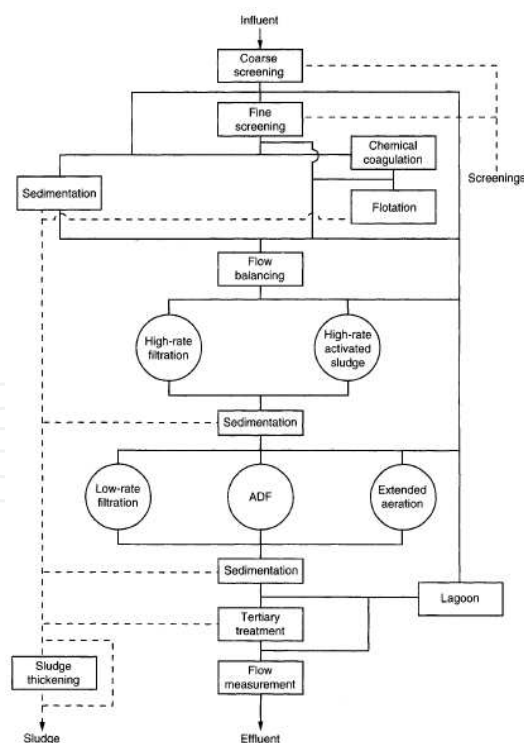 Influent
Coarse
screening
Fine
screening
Chemical
coagulation
Screenings
Sedimentation
Flotation
Flow
balancing
High-rate
filtration
High-rate
activated
sludge
Sedimentation
Low-rate
filtration
ADF
Extended
aeration
Sedimentation
Lagoon
Tertiary
treatment
Sludge
thickening
Flow
measurement
Sludge
Effluent